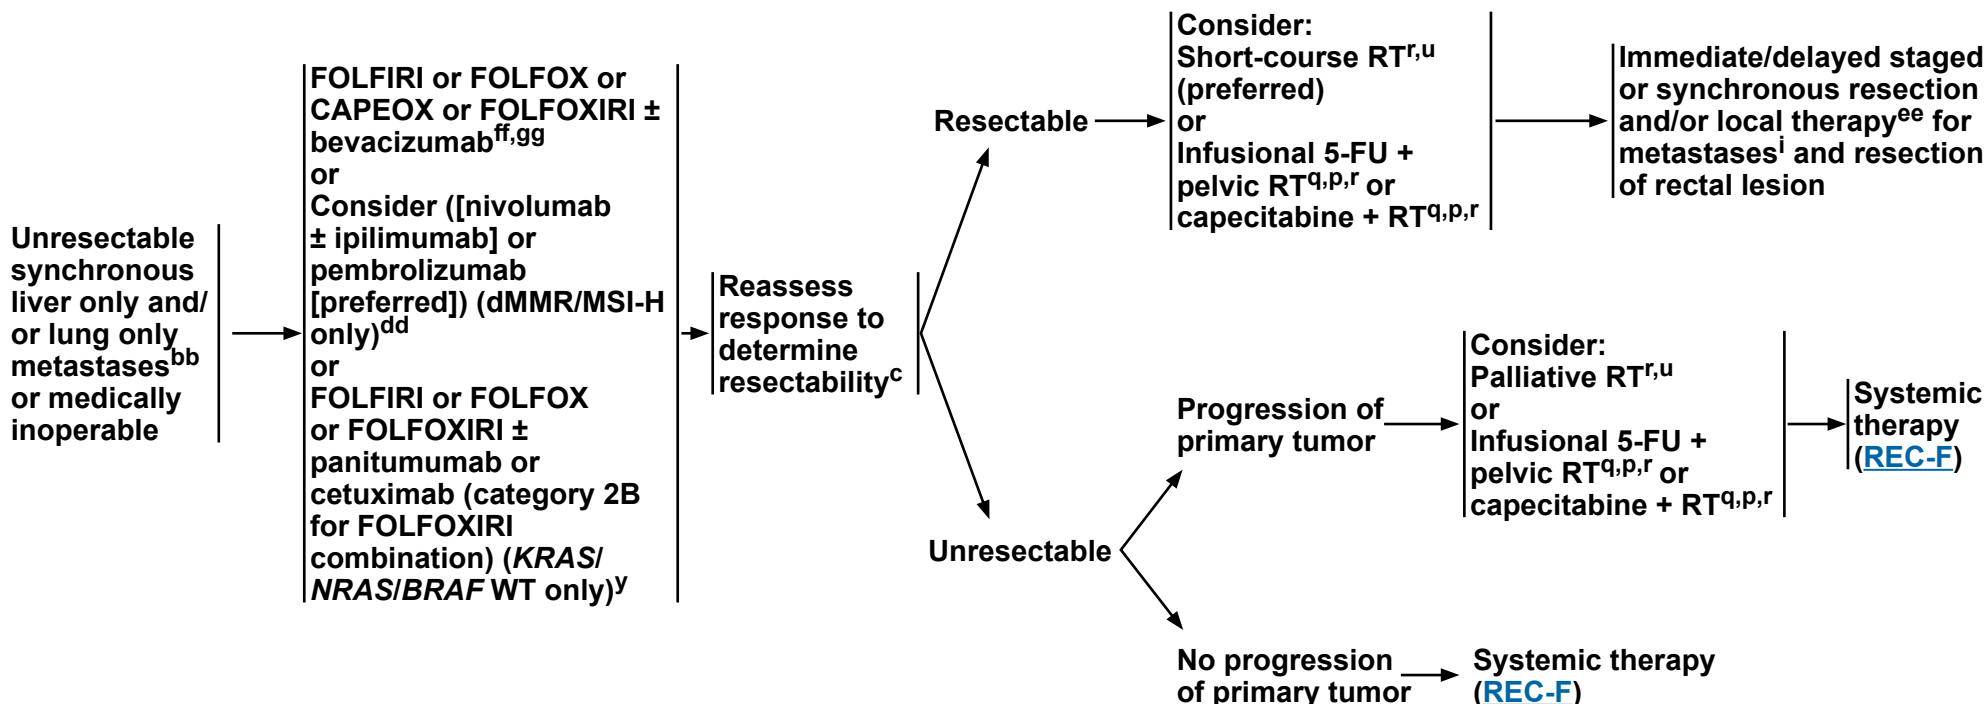 Unresectable
synchronous
liver only and/
or lung only
metastases^bb
or medically
inoperable
FOLFIRI or FOLFOX or
CAPEOX or FOLFOXIRI ±
bevacizumab^ff,gg
or
Consider ([nivolumab
± ipilimumab] or
pembrolizumab
[preferred]) (dMMR/MSI-H
only)^dd
or
FOLFIRI or FOLFOX
or FOLFOXIRI ±
panitumumab or
cetuximab (category 2B
for FOLFOXIRI
combination) (KRAS/
NRAS/BRAF WT only)^y
Reassess
response to
determine
resectability^c
Resectable
Consider:
Short-course RT^r,u
(preferred)
or
Infusional 5-FU +
pelvic RT^q,p,r or
capecitabine + RT^q,p,r
Immediate/delayed staged
or synchronous resection
and/or local therapy^ee for
metastases^i and resection
of rectal lesion
Unresectable
Progression of
primary tumor
Consider:
Palliative RT^r,u
or
Infusional 5-FU +
pelvic RT^q,p,r or
capecitabine + RT^q,p,r
Systemic
therapy
(REC-F)
No progression
of primary tumor
Systemic therapy
(REC-F)